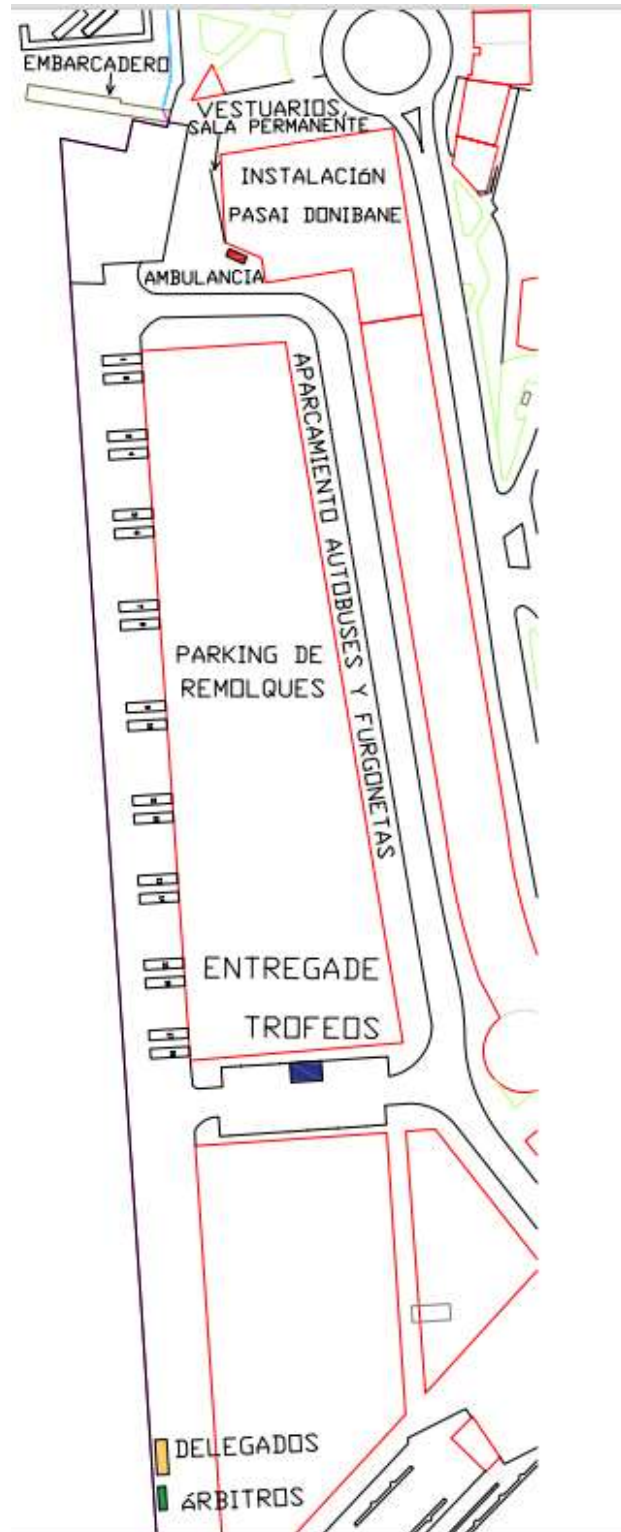 EMBARCADERO
VESTUARIOS,
SALA PERMANENTE
INSTALACIÓN
PASAI DONIBANE
AMBULANCIA
APARCAMIENTO AUTOBUSES Y FURGONETAS
PARKING DE
REMOLQUES
ENTREGADE
TROFEOS
DELEGADOS
ÁRBITROS